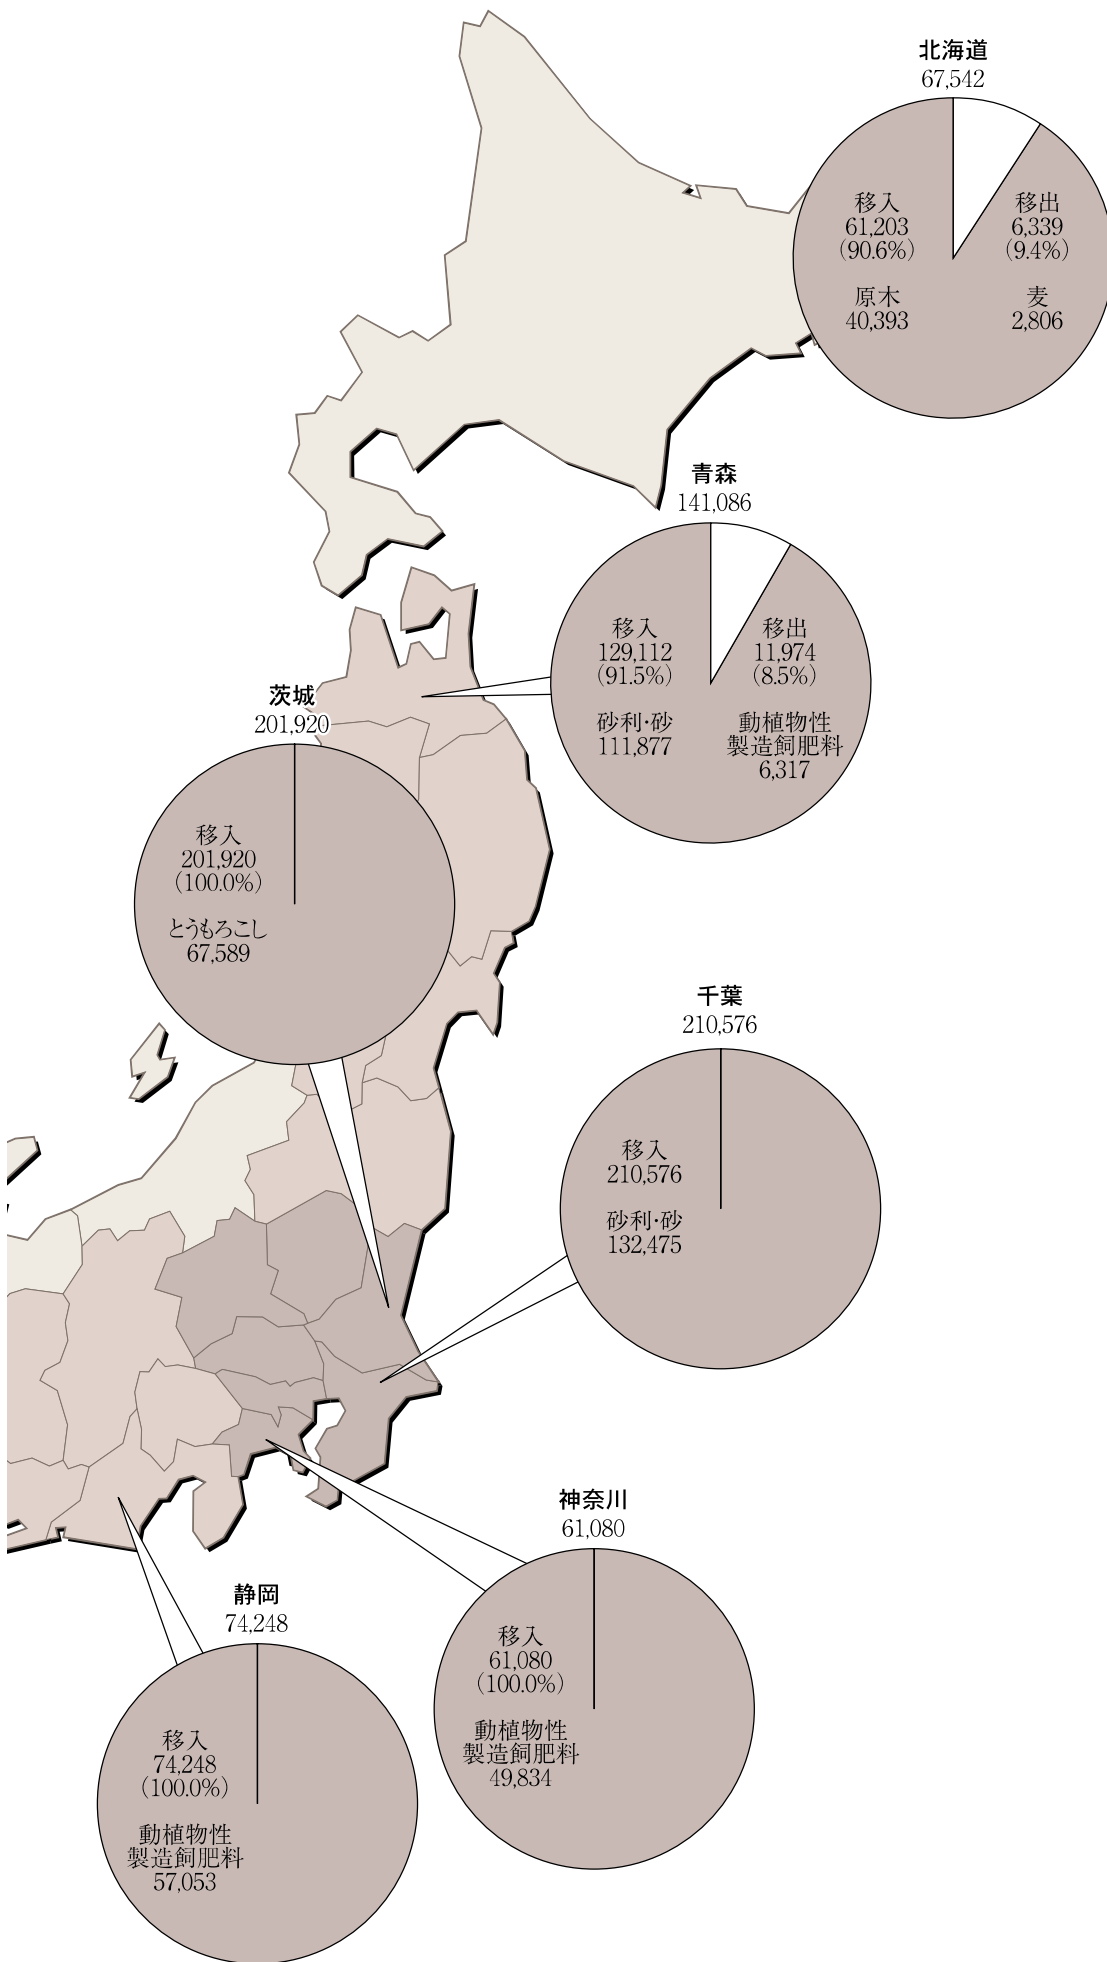 北海道
67,542
移入
61,203
（90.6%）
原木
40,393
移出
6,339
（9.4%）
麦
2,806
青森
141,086
移入
129,112
（91.5%）
砂利・砂
111,877
移出
11,974
（8.5%）
動植物性
製造飼肥料
6,317
茨城
201,920
移入
201,920
（100.0%）
とうもろこし
67,589
千葉
210,576
移入
210,576
砂利・砂
132,475
神奈川
61,080
移入
61,080
（100.0%）
動植物性
製造飼肥料
49,834
静岡
74,248
移入
74,248
（100.0%）
動植物性
製造飼肥料
57,053